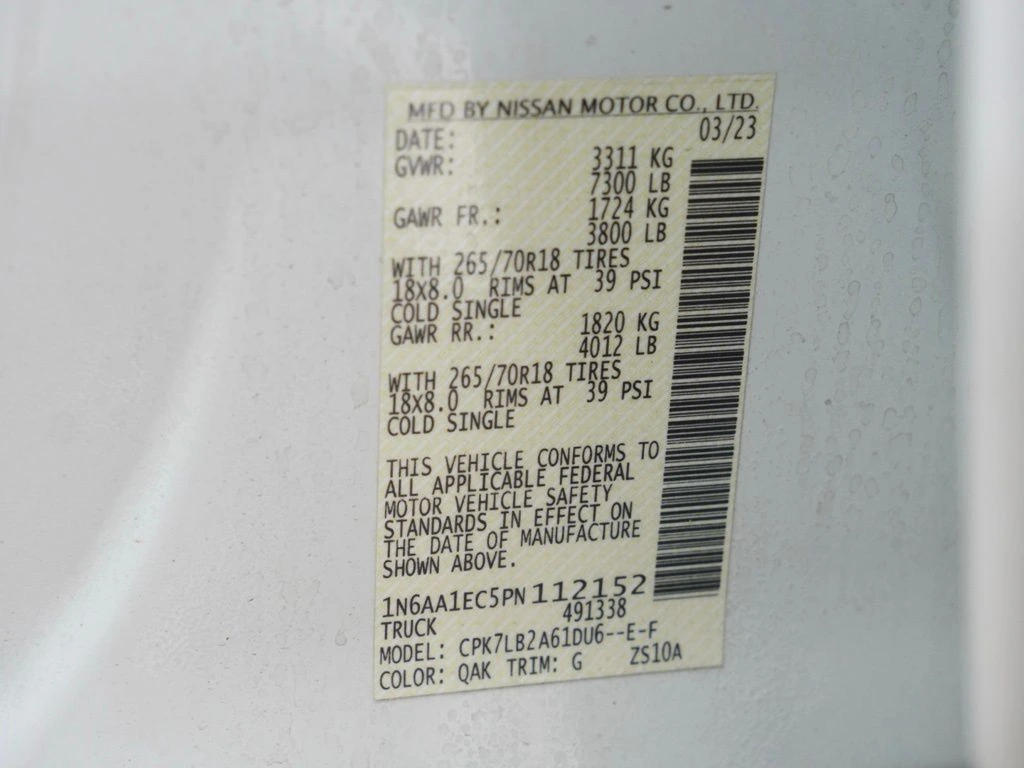 MFD BY NISSAN MOTOR CO., LTD.
DATE: 03/23
GVWR: 3311 KG
7300 LB
GAWR FR.: 1724 KG
3800 LB
WITH 265/70R18 TIRES
18X8.0 RIMS AT 39 PSI
COLD SINGLE
GAWR RR.: 1820 KG
4012 LB
WITH 265/70R18 TIRES
18X8.0 RIMS AT 39 PSI
COLD SINGLE
THIS VEHICLE CONFORMS TO
ALL APPLICABLE FEDERAL
MOTOR VEHICLE SAFETY
STANDARDS IN EFFECT ON
THE DATE OF MANUFACTURE
SHOWN ABOVE.
1N6AA1EC5PN112152
TRUCK 491338
MODEL: CPK7LB2A61DU6--E-F
COLOR: QAK TRIM: G ZS10A